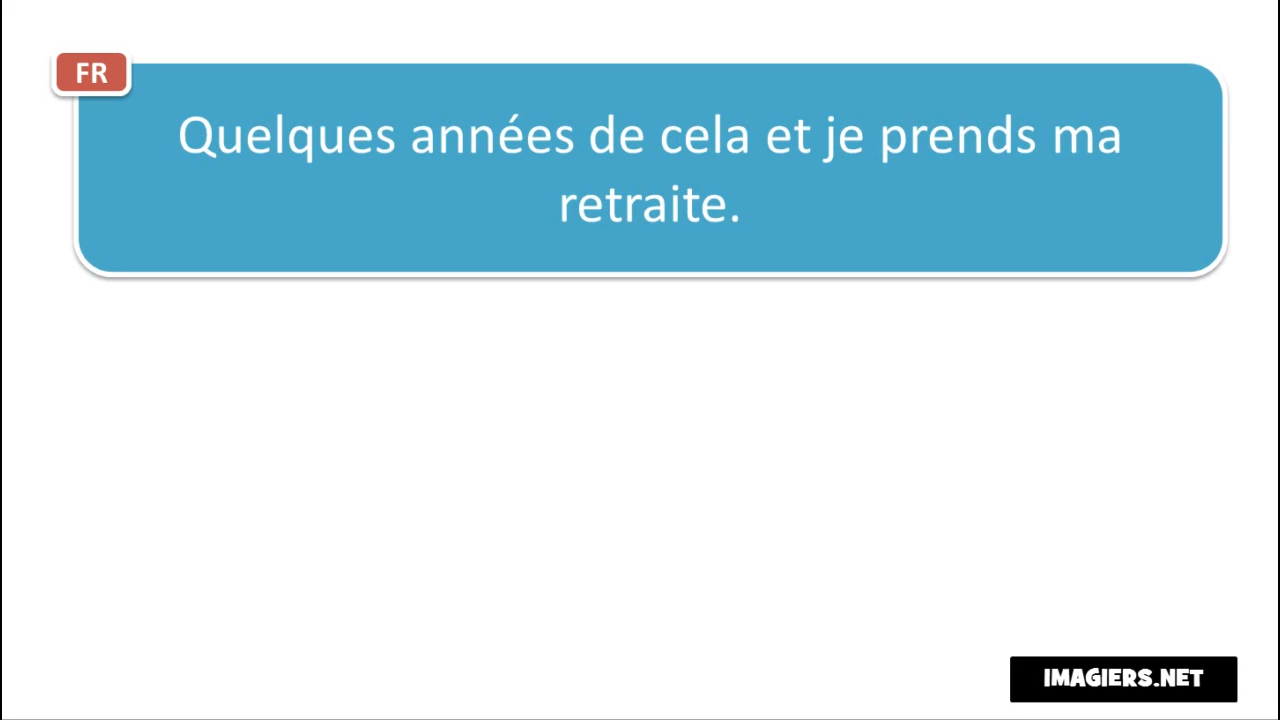 FR
Quelques années de cela et je prends ma
retraite.
IMAGIERS.NET